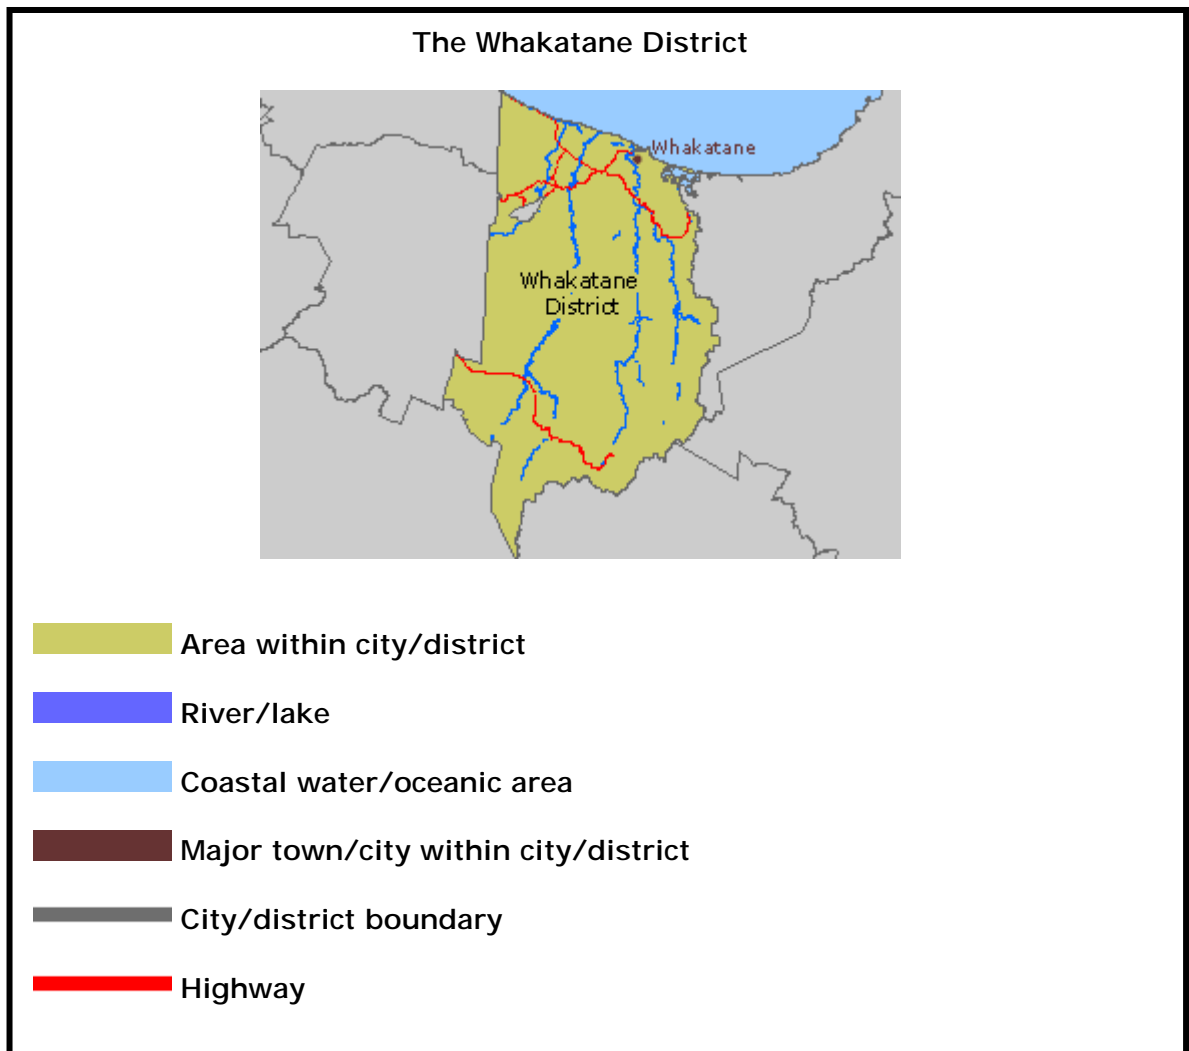 The Whakatane District
Whakatane
Whakatane
District
Area within city/district
River/lake
Coastal water/oceanic area
Major town/city within city/district
City/district boundary
Highway